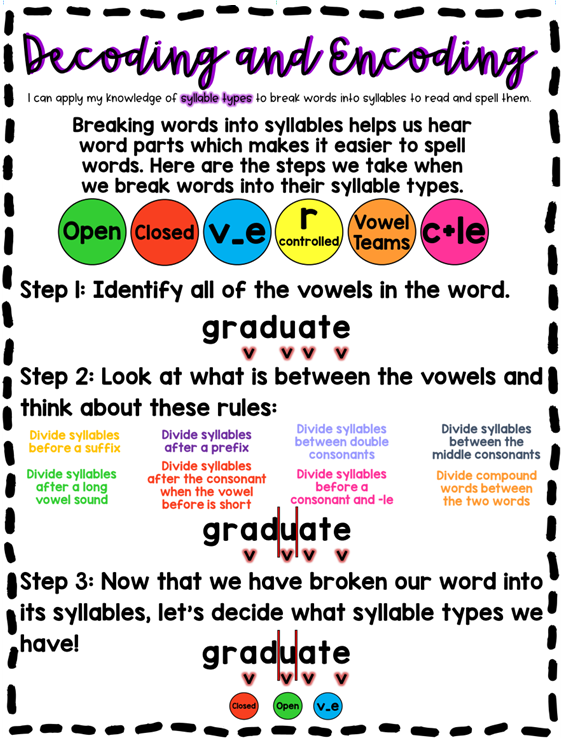 Decoding and Encoding
I can apply my knowledge of syllable types to break words into syllables to read and spell them.
Breaking words into syllables helps us hear
word parts which makes it easier to spell
words. Here are the steps we take when
we break words into their syllable types.
Open
Closed
v_e
r
controlled
Vowel
Teams
c+le
Step 1: Identify all of the vowels in the word.
graduate
v v v v
Step 2: Look at what is between the vowels and
think about these rules:
Divide syllables
before a suffix
Divide syllables
after a prefix
Divide syllables
between double
consonants
Divide syllables
between the
middle consonants
Divide syllables
after a long
vowel sound
Divide syllables
after the consonant
when the vowel
before is short
Divide syllables
before a
consonant and -le
Divide compound
words between
the two words
grad|u|ate
v v v v
Step 3: Now that we have broken our word into
its syllables, let's decide what syllable types we
have!
grad|u|ate
v v v v
Closed Open v_e